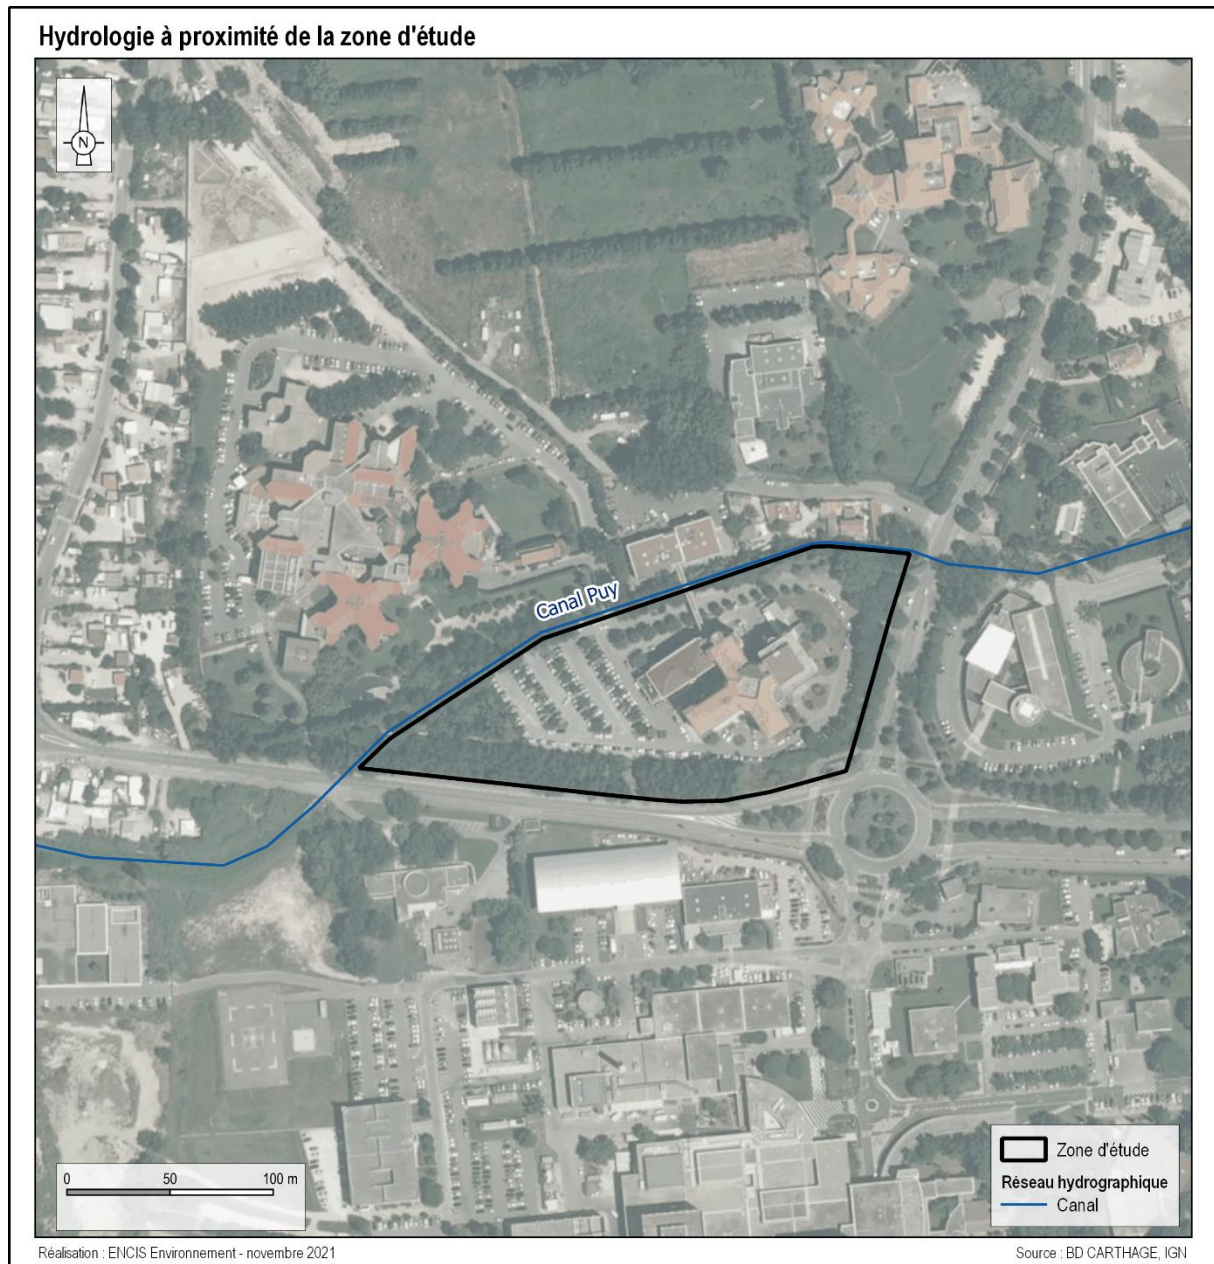 Hydrologie à proximité de la zone d'étude
N
Canal Puy
0 50 100 m
Zone d'étude
Réseau hydrographique
Canal
Réalisation : ENCIS Environnement - novembre 2021
Source : BD CARTHAGE, IGN